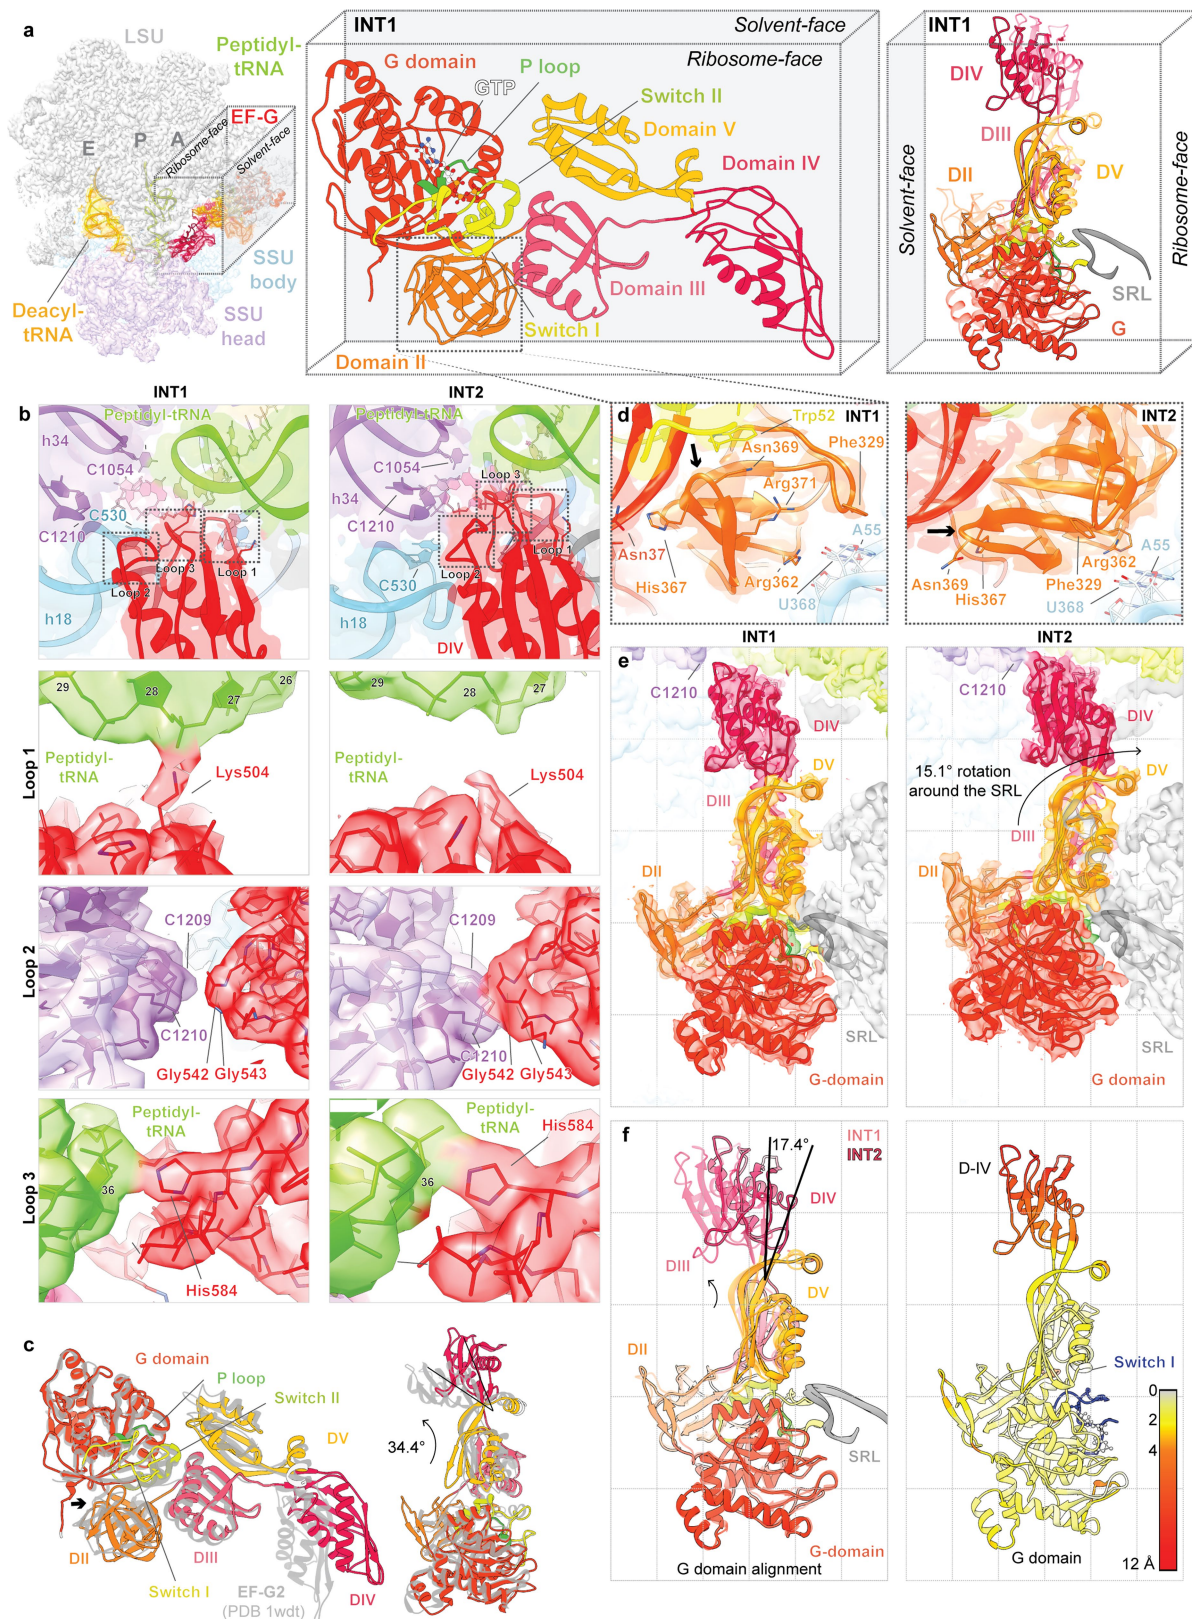 a
LSU
Peptidyl-
tRNA
EF-G
E
P
A
Ribosome-face
Solvent-face
Deacyl-
tRNA
SSU
body
SSU
head
INT1
Solvent-face
Ribosome-face
G domain
P loop
GTP
Switch II
Domain V
Domain IV
Domain III
Switch I
Domain II
INT1
DIV
DIII
DV
DII
SRL
G
Solvent-face
Ribosome-face
b
INT1
INT2
h34
Peptidyl-tRNA
C1054
C1210
C530
Loop 3
Loop 1
Loop 2
h18
h34
Peptidyl-tRNA
C1054
Loop 3
C1210
Loop 1
Loop 2
C530
h18
DIV
Loop 1
29
28
27
26
Peptidyl-
tRNA
Lys504
29
28
27
Peptidyl-
tRNA
Lys504
Loop 2
C1209
C1210
Gly542
Gly543
C1209
C1210
Gly542
Gly543
Loop 3
Peptidyl-
tRNA
36
His584
Peptidyl-
tRNA
His584
36
c
G domain
P loop
Switch II
DV
DII
DIII
Switch I
EF-G2
(PDB 1wdt)
DIV
34.4°
d
Trp52
INT1
Asn369
Phe329
Arg371
Asn37
His367
Arg362
A55
U368
INT2
A55
Arg362
Asn369
His367
Phe329
U368
INT1
INT2
e
C1210
DIV
DV
DIII
DII
SRL
G-domain
C1210
DIV
15.1° rotation
around the SRL
DV
DIII
DII
SRL
G domain
f
INT1
INT2
17.4°
DIV
DIII
DV
DII
SRL
G-domain
G domain alignment
D-IV
Switch I
0
2
4
12 Å
G domain